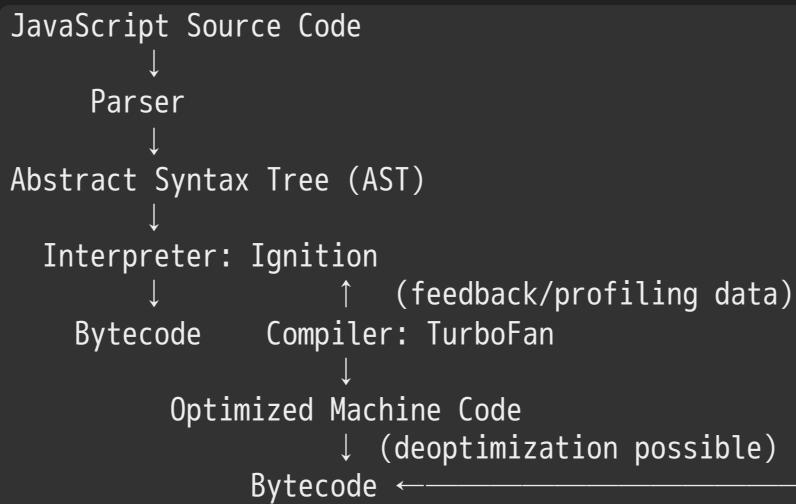 JavaScript Source Code
↓
Parser
↓
Abstract Syntax Tree (AST)
↓
Interpreter: Ignition
↓ ↑ (feedback/profiling data)
Bytecode Compiler: TurboFan
↓
Optimized Machine Code
↓ (deoptimization possible)
Bytecode ←─────────────